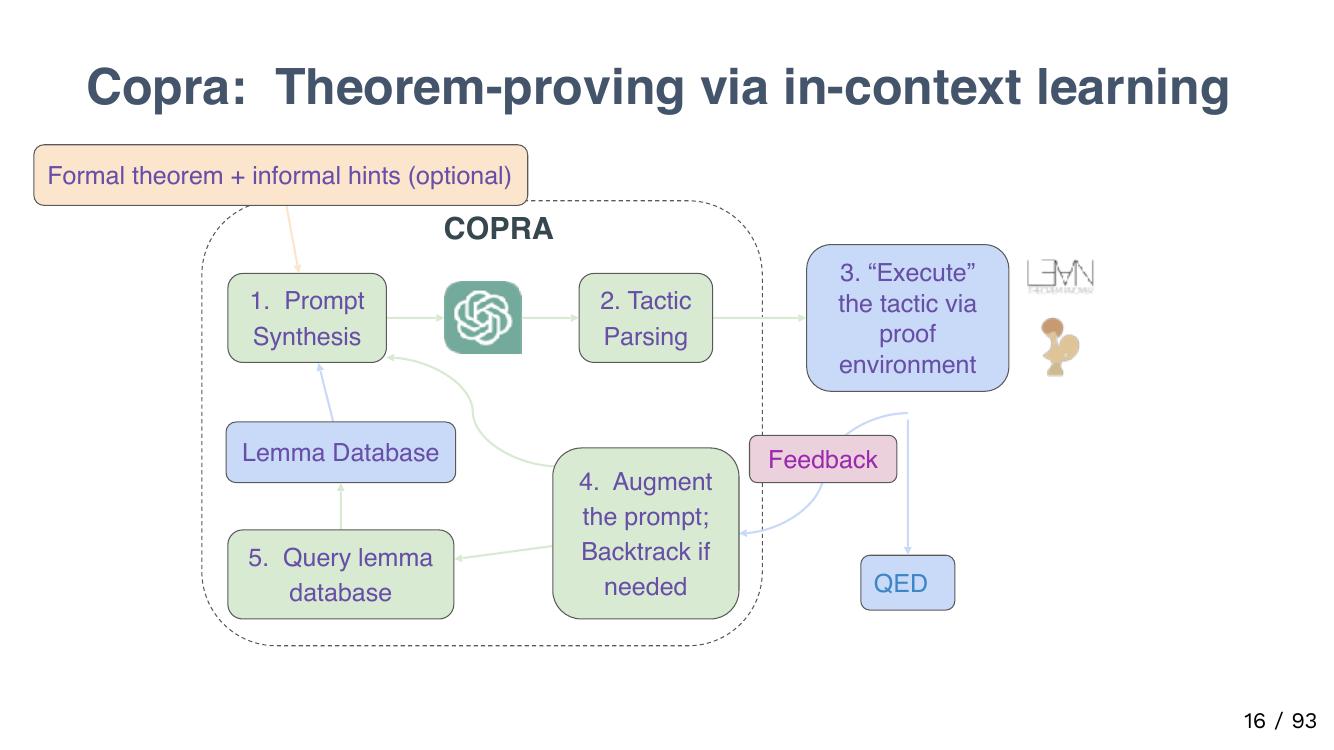 Copra: Theorem-proving via in-context learning
Formal theorem + informal hints (optional)
COPRA
1. Prompt
Synthesis
2. Tactic
Parsing
3. “Execute”
the tactic via
proof
environment
Lemma Database
4. Augment
the prompt;
Backtrack if
needed
Feedback
5. Query lemma
database
QED
16 / 93